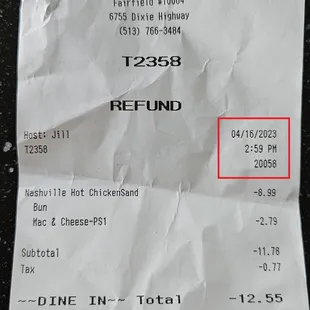 Fairfield #10004
6755 Dixie Highway
(513) 766-3484
T2358
REFUND
Host: Jill 04/16/2023
T2358 2:59 PM
20058
Nashville Hot ChickenSand -8.99
Bun
Mac & Cheese-PS1 -2.79
Subtotal -11.78
Tax -0.77
~~DINE IN~~ Total -12.55